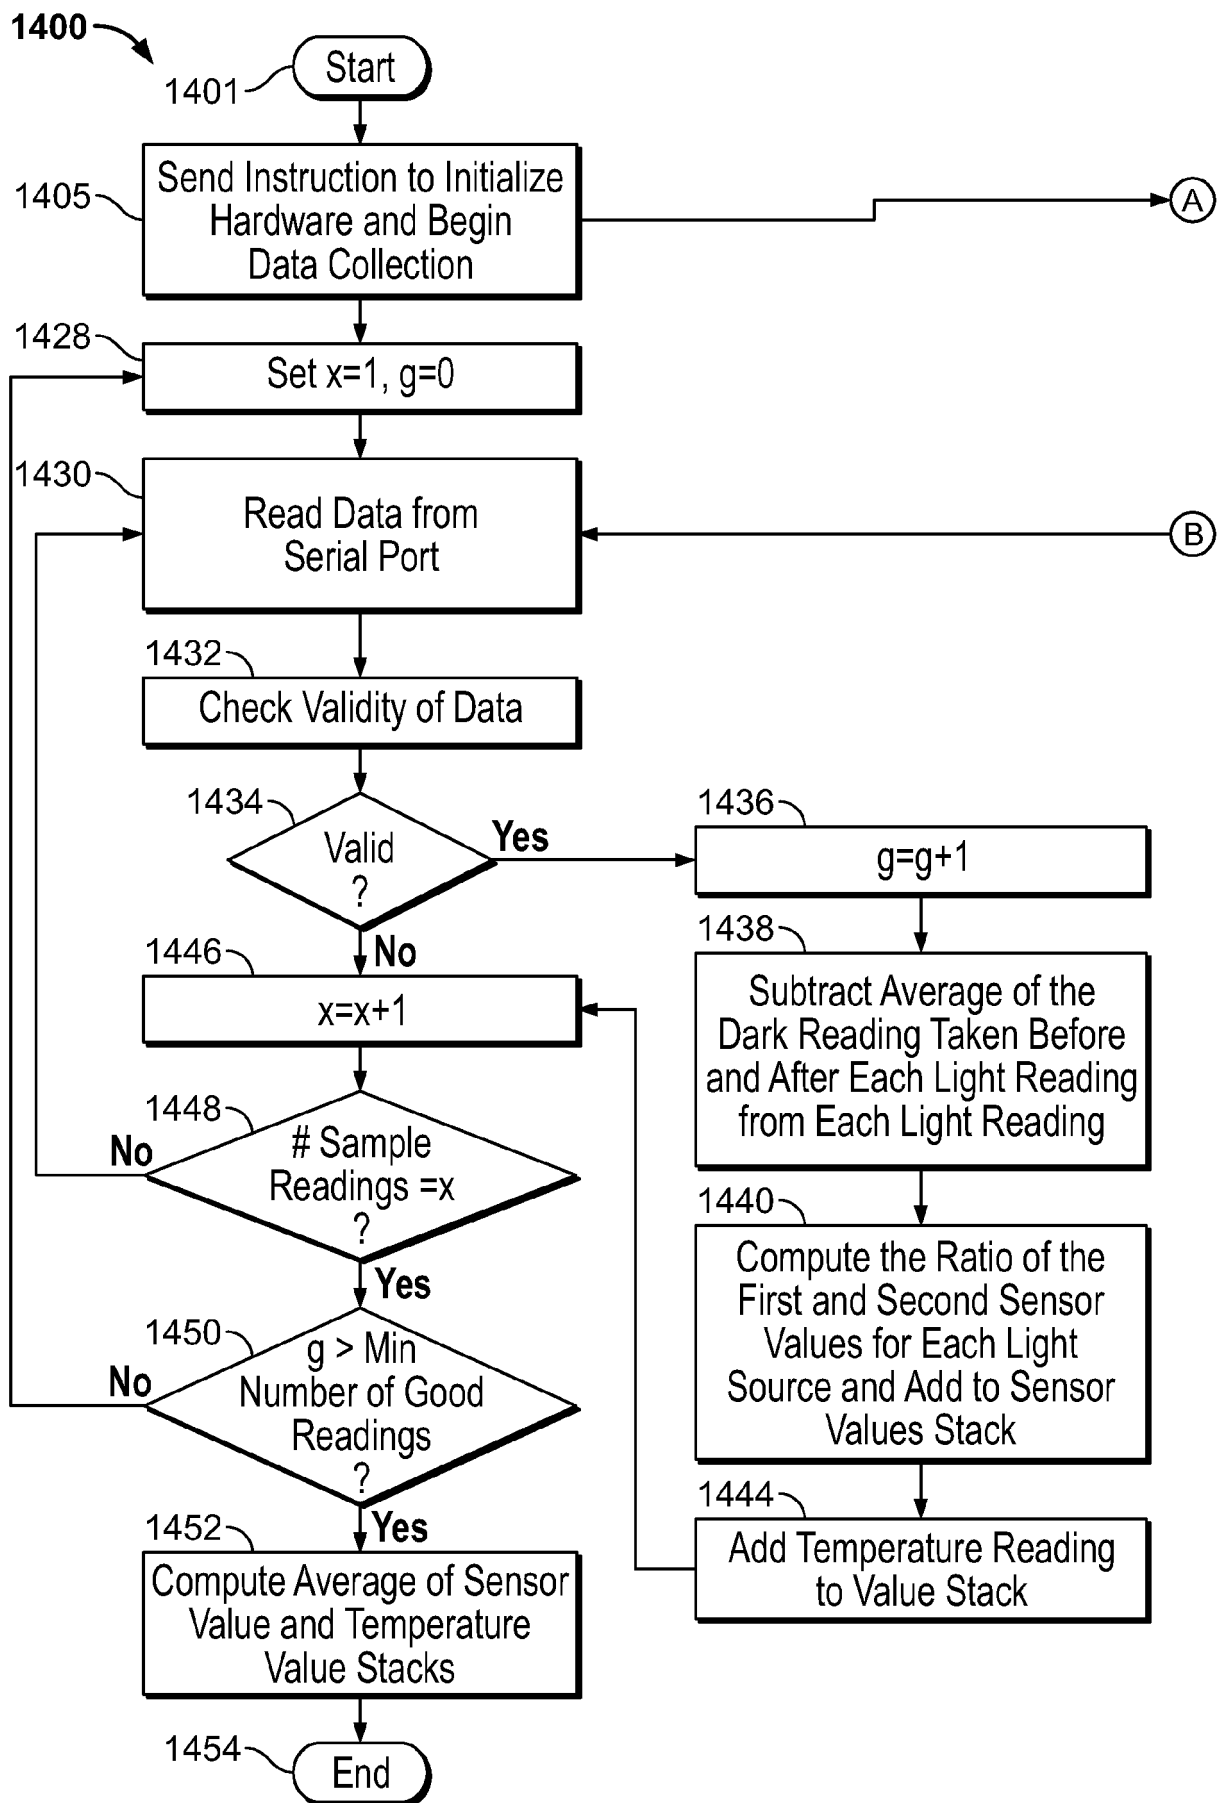 1400
Start
1401
Send Instruction to Initialize
Hardware and Begin
Data Collection
1405
A
1428
Set x=1, g=0
1430
Read Data from
Serial Port
B
1432
Check Validity of Data
1434
Valid
?
Yes
No
1436
g=g+1
1438
Subtract Average of the
Dark Reading Taken Before
and After Each Light Reading
from Each Light Reading
1440
Compute the Ratio of the
First and Second Sensor
Values for Each Light
Source and Add to Sensor
Values Stack
1444
Add Temperature Reading
to Value Stack
1446
x=x+1
1448
# Sample
Readings =x
?
No
Yes
1450
g > Min
Number of Good
Readings
?
No
Yes
1452
Compute Average of Sensor
Value and Temperature
Value Stacks
1454
End